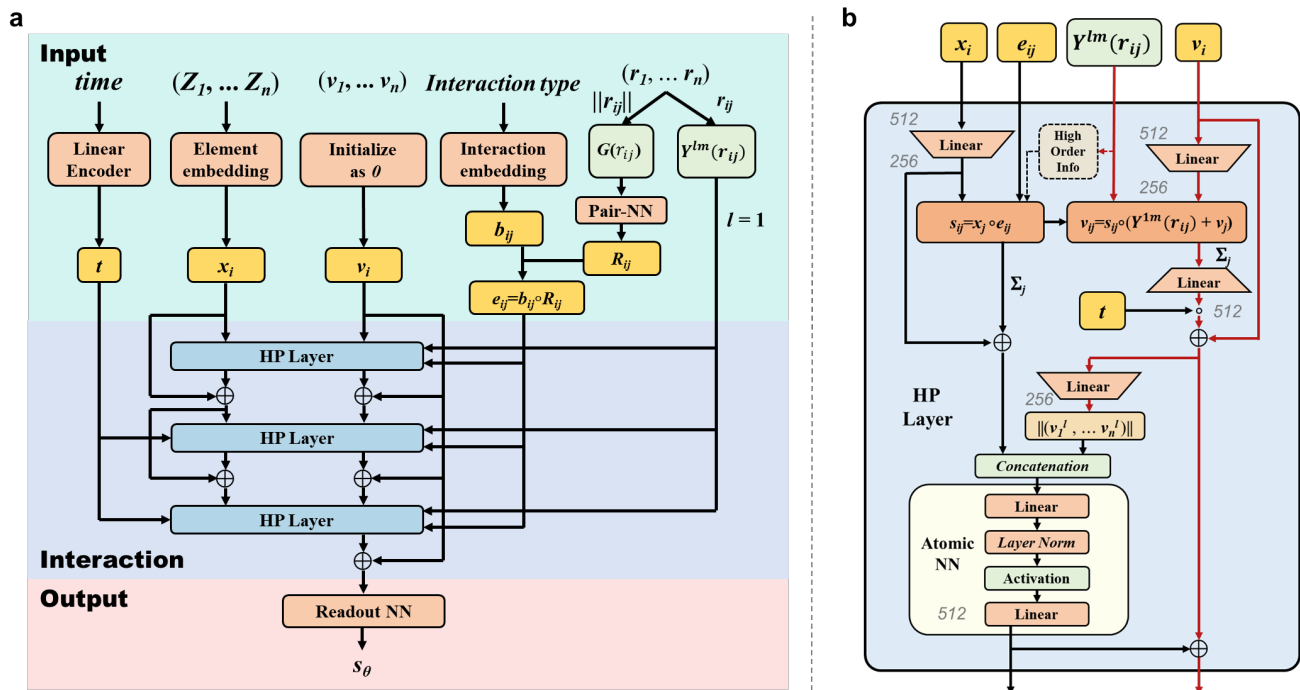 a
Input
time
(Z₁, ... Zₙ)
(v₁, ... vₙ)
Interaction type
(r₁, ... rₙ)
||rᵢⱼ||
rᵢⱼ
Linear
Encoder
Element
embedding
Initialize
as 0
Interaction
embedding
G(rᵢⱼ)
Yˡᵐ(rᵢⱼ)
Pair-NN
l = 1
bᵢⱼ
Rᵢⱼ
t
xᵢ
vᵢ
eᵢⱼ=bᵢⱼ∘Rᵢⱼ
HP Layer
HP Layer
HP Layer
Interaction
Output
Readout NN
s_θ
b
xᵢ
eᵢⱼ
Yˡᵐ(rᵢⱼ)
vᵢ
512
Linear
256
High
Order
Info
512
Linear
256
sᵢⱼ=xⱼ∘eᵢⱼ
vᵢⱼ=sᵢⱼ∘(Y¹ᵐ(rᵢⱼ) + vⱼ)
Σⱼ
Σⱼ
Linear
t
∘
512
Linear
256
HP
Layer
||(v₁ˡ , ... vₙˡ)||
Concatenation
Atomic
NN
Linear
Layer Norm
Activation
512
Linear